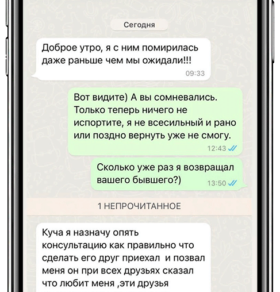 Сегодня
Доброе утро, я с ним помирилась
даже раньше чем мы ожидали!!!
09:33
Вот видите) А вы сомневались.
Только теперь ничего не
испортите, я не всесильный и рано
или поздно вернуть уже не смогу.
12:43
Сколько уже раз я возвращал
вашего бывшего?)
13:50
1 НЕПРОЧИТАННОЕ
Куча я назначу опять
консультацию как правильно что
сделать его друг приехал и позвал
меня он при всех друзьях сказал
что любит меня ,эти друзья